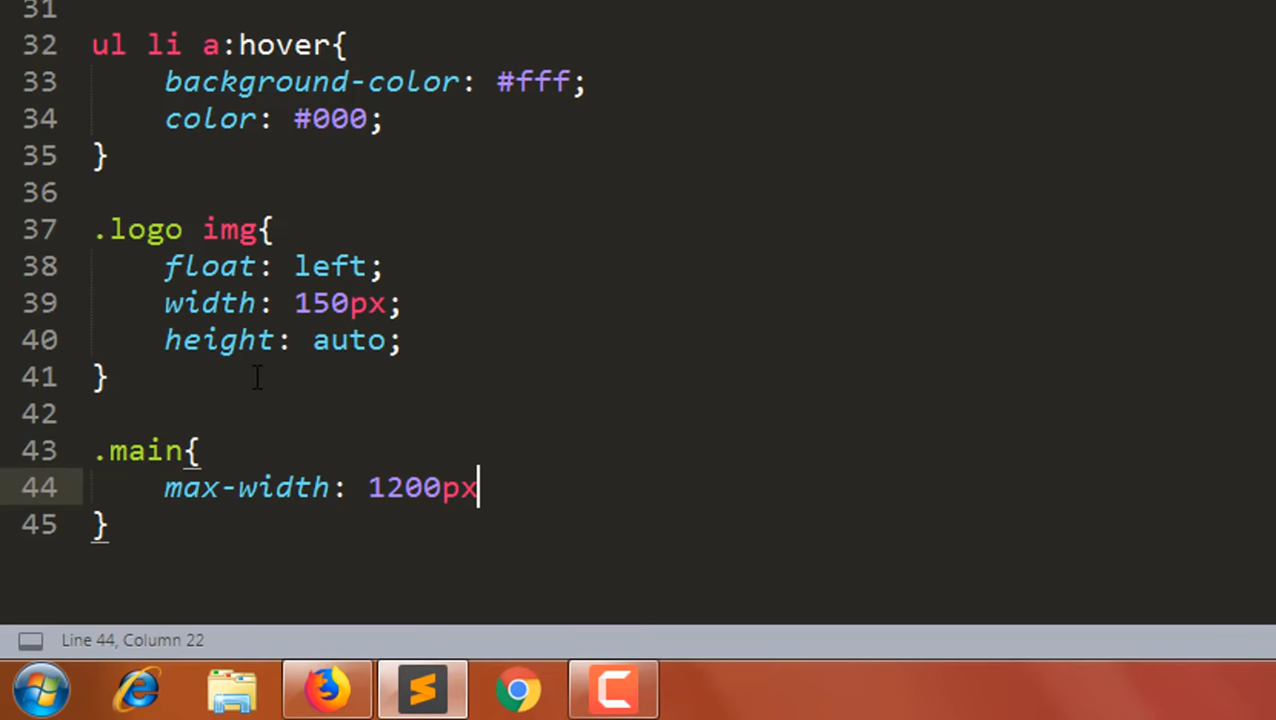 31
32 ul li a:hover{
33 background-color: #fff;
34 color: #000;
35 }
36
37 .logo img{
38 float: left;
39 width: 150px;
40 height: auto;
41 }
42
43 .main{
44 max-width: 1200px
45 }
Line 44, Column 22